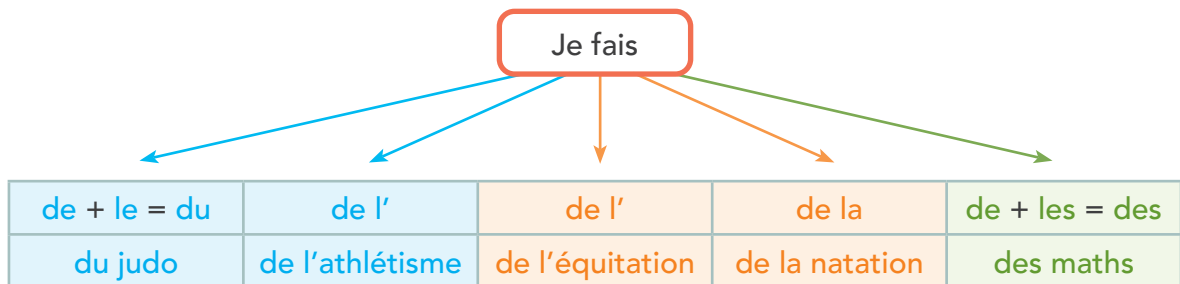 Je fais
de + le = du de l' de l' de la de + les = des
du judo de l'athlétisme de l'équitation de la natation des maths